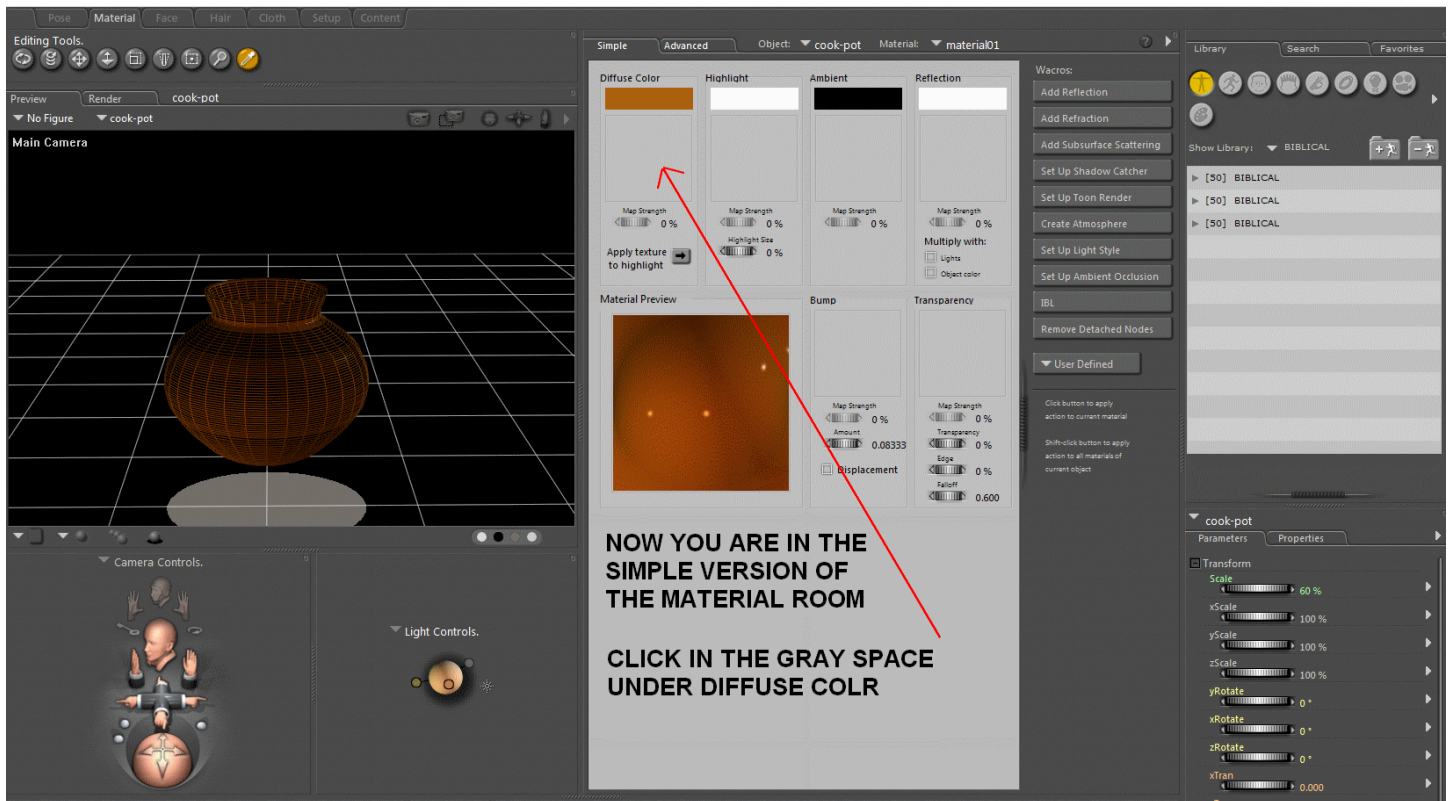 Pose Material Face Hair Cloth Setup Content
Editing Tools.
Preview Render cook-pot
No Figure cook-pot
Main Camera
Camera Controls.
Light Controls.
Simple Advanced Object: cook-pot Material: material01 ?
Diffuse Color Highlight Ambient Reflection
Map Strength Map Strength Map Strength Map Strength
0 % 0 % 0 % 0 %
Apply texture
to highlight
Highlight Size
0 %
Multiply with:
Lights
Object color
Material Preview Bump Transparency
Map Strength Map Strength
0 % 0 %
Amount Transparency
0.08333 0 %
Displacement
Edge
0 %
Falloff
0.600
NOW YOU ARE IN THE
SIMPLE VERSION OF
THE MATERIAL ROOM
CLICK IN THE GRAY SPACE
UNDER DIFFUSE COLR
Wacros:
Add Reflection
Add Refraction
Add Subsurface Scattering
Set Up Shadow Catcher
Set Up Toon Render
Create Atmosphere
Set Up Light Style
Set Up Ambient Occlusion
IBL
Remove Detached Nodes
User Defined
Click button to apply
action to current material
Shift-click button to apply
action to all materials of
current object
Library Search Favorites
Show Library: BIBLICAL
[50] BIBLICAL
[50] BIBLICAL
[50] BIBLICAL
cook-pot
Parameters Properties
Transform
Scale
60 %
xScale
100 %
yScale
100 %
zScale
100 %
yRotate
0 °
xRotate
0 °
zRotate
0 °
xTran
0.000